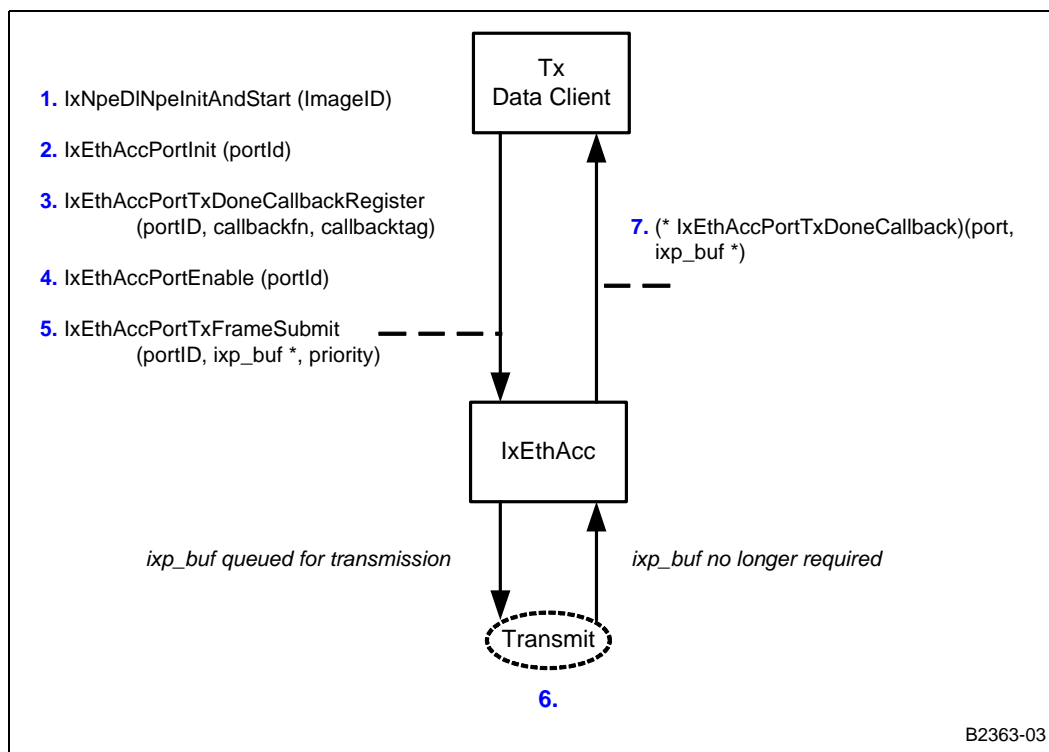 Tx
Data Client
1. IxNpeDlNpeInitAndStart (ImageID)
2. IxEthAccPortInit (portId)
3. IxEthAccPortTxDoneCallbackRegister
(portID, callbackfn, callbacktag)
4. IxEthAccPortEnable (portId)
5. IxEthAccPortTxFrameSubmit
(portID, ixp_buf *, priority)
7. (* IxEthAccPortTxDoneCallback)(port,
ixp_buf *)
IxEthAcc
ixp_buf queued for transmission
ixp_buf no longer required
Transmit
6.
B2363-03